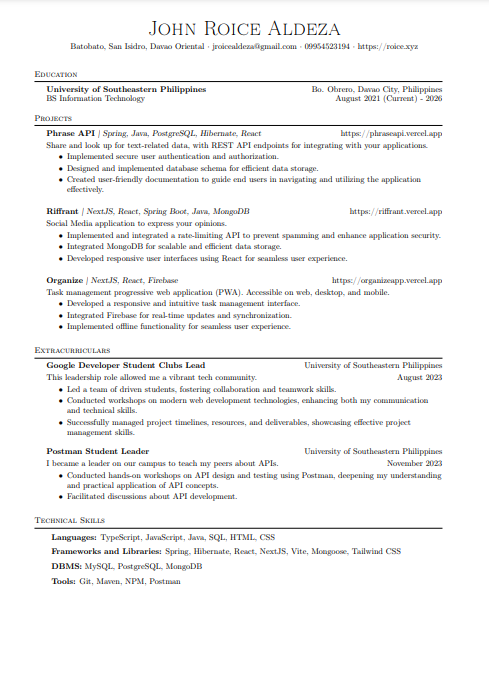 John Roice Aldeza
Batobato, San Isidro, Davao Oriental · jroicealdeza@gmail.com · 09954523194 · https://roice.xyz
Education
University of Southeastern Philippines Bo. Obrero, Davao City, Philippines
BS Information Technology August 2021 (Current) - 2026
Projects
Phrase API | Spring, Java, PostgreSQL, Hibernate, React https://phraseapi.vercel.app
Share and look up for text-related data, with REST API endpoints for integrating with your applications.
• Implemented secure user authentication and authorization.
• Designed and implemented database schema for efficient data storage.
• Created user-friendly documentation to guide end users in navigating and utilizing the application
effectively.
Riffrant | NextJS, React, Spring Boot, Java, MongoDB https://riffrant.vercel.app
Social Media application to express your opinions.
• Implemented and integrated a rate-limiting API to prevent spamming and enhance application security.
• Integrated MongoDB for scalable and efficient data storage.
• Developed responsive user interfaces using React for seamless user experience.
Organize | NextJS, React, Firebase https://organizeapp.vercel.app
Task management progressive web application (PWA). Accessible on web, desktop, and mobile.
• Developed a responsive and intuitive task management interface.
• Integrated Firebase for real-time updates and synchronization.
• Implemented offline functionality for seamless user experience.
Extracurriculars
Google Developer Student Clubs Lead University of Southeastern Philippines
This leadership role allowed me a vibrant tech community. August 2023
• Led a team of driven students, fostering collaboration and teamwork skills.
• Conducted workshops on modern web development technologies, enhancing both my communication
and technical skills.
• Successfully managed project timelines, resources, and deliverables, showcasing effective project
management skills.
Postman Student Leader University of Southeastern Philippines
I became a leader on our campus to teach my peers about APIs. November 2023
• Conducted hands-on workshops on API design and testing using Postman, deepening my understanding
and practical application of API concepts.
• Facilitated discussions about API development.
Technical Skills
Languages: TypeScript, JavaScript, Java, SQL, HTML, CSS
Frameworks and Libraries: Spring, Hibernate, React, NextJS, Vite, Mongoose, Tailwind CSS
DBMS: MySQL, PostgreSQL, MongoDB
Tools: Git, Maven, NPM, Postman